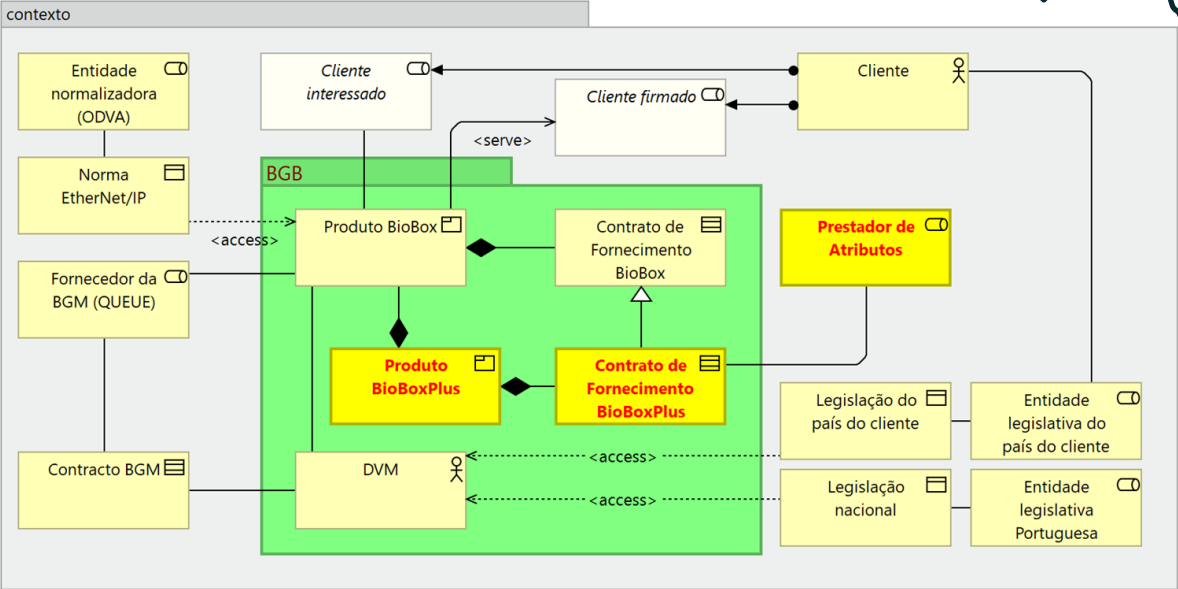 contexto
Entidade
normalizadora
(ODVA)
Cliente
interessado
Cliente firmado
Cliente
<serve>
Norma
EtherNet/IP
<access>
BGB
Produto BioBox
Contrato de
Fornecimento
BioBox
Prestador de
Atributos
Fornecedor da
BGM (QUEUE)
Produto
BioBoxPlus
Contrato de
Fornecimento
BioBoxPlus
Legislação do
país do cliente
Entidade
legislativa do
país do cliente
Contracto BGM
DVM
<access>
<access>
Legislação
nacional
Entidade
legislativa
Portuguesa